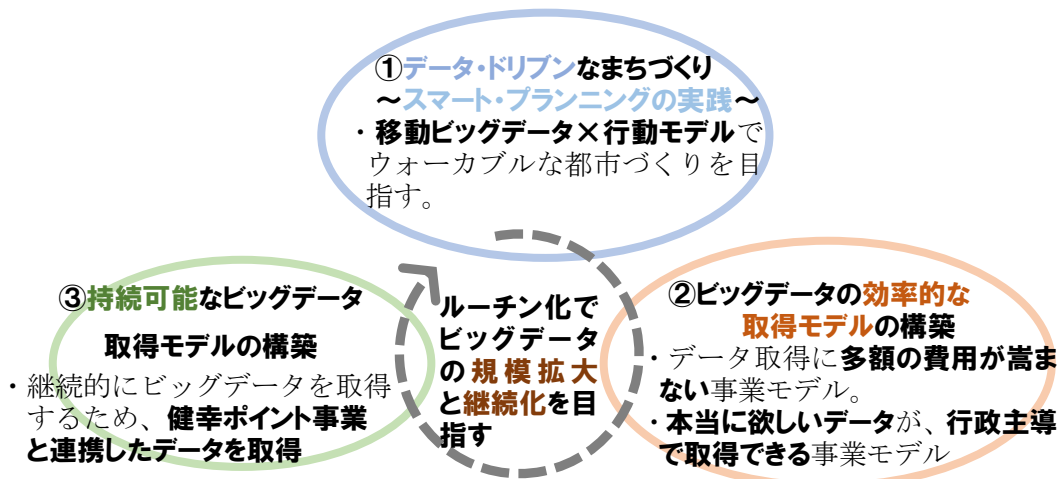 ①データ・ドリブンなまちづくり
～スマート・プランニングの実践～
・移動ビッグデータ×行動モデルで
ウォーカブルな都市づくりを目
指す。
②ビッグデータの効率的な
取得モデルの構築
・データ取得に多額の費用が嵩ま
ない事業モデル。
・本当に欲しいデータが、行政主導
で取得できる事業モデル
③持続可能なビッグデータ
取得モデルの構築
・継続的にビッグデータを取得
するため、健幸ポイント事業
と連携したデータを取得
ルーチン化で
ビッグデータ
の規模拡大
と継続化を目
指す